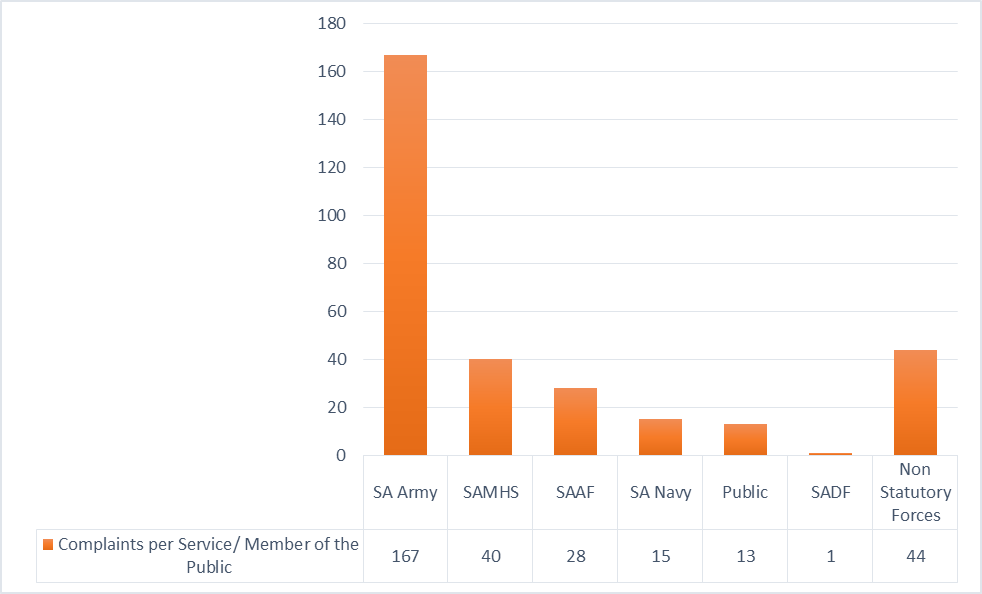 180
160
140
120
100
80
60
40
20
0
SA Army SAMHS SAAF SA Navy Public SADF Non
Statutory
Forces
Complaints per Service/ Member of the
Public
167 40 28 15 13 1 44